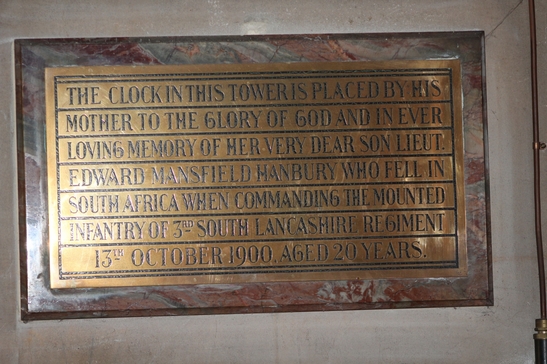 THE CLOCK IN THIS TOWER IS PLACED BY HIS
MOTHER TO THE GLORY OF GOD AND IN EVER
LOVING MEMORY OF HER VERY DEAR SON LIEUT.
EDWARD MANSFIELD HANBURY WHO FELL IN
SOUTH AFRICA WHEN COMMANDING THE MOUNTED
INFANTRY OF 3RD SOUTH LANCASHIRE REGIMENT
13TH OCTOBER 1900, AGED 20 YEARS.